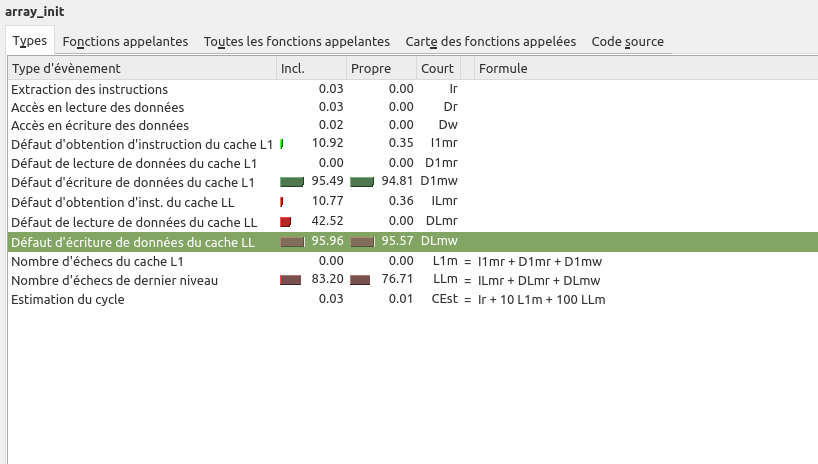 array_init
Types Fonctions appelantes Toutes les fonctions appelantes Carte des fonctions appelées Code source
Type d'évènement Incl. Propre Court Formule
Extraction des instructions 0.03 0.00 Ir
Accès en lecture des données 0.03 0.00 Dr
Accès en écriture des données 0.02 0.00 Dw
Défaut d'obtention d'instruction du cache L1 10.92 0.35 I1mr
Défaut de lecture de données du cache L1 0.00 0.00 D1mr
Défaut d'écriture de données du cache L1 95.49 94.81 D1mw
Défaut d'obtention d'inst. du cache LL 10.77 0.36 ILmr
Défaut de lecture de données du cache LL 42.52 0.00 DLmr
Défaut d'écriture de données du cache LL 95.96 95.57 DLmw
Nombre d'échecs du cache L1 0.00 0.00 L1m = I1mr + D1mr + D1mw
Nombre d'échecs de dernier niveau 83.20 76.71 LLm = ILmr + DLmr + DLmw
Estimation du cycle 0.03 0.01 CEst = Ir + 10 L1m + 100 LLm